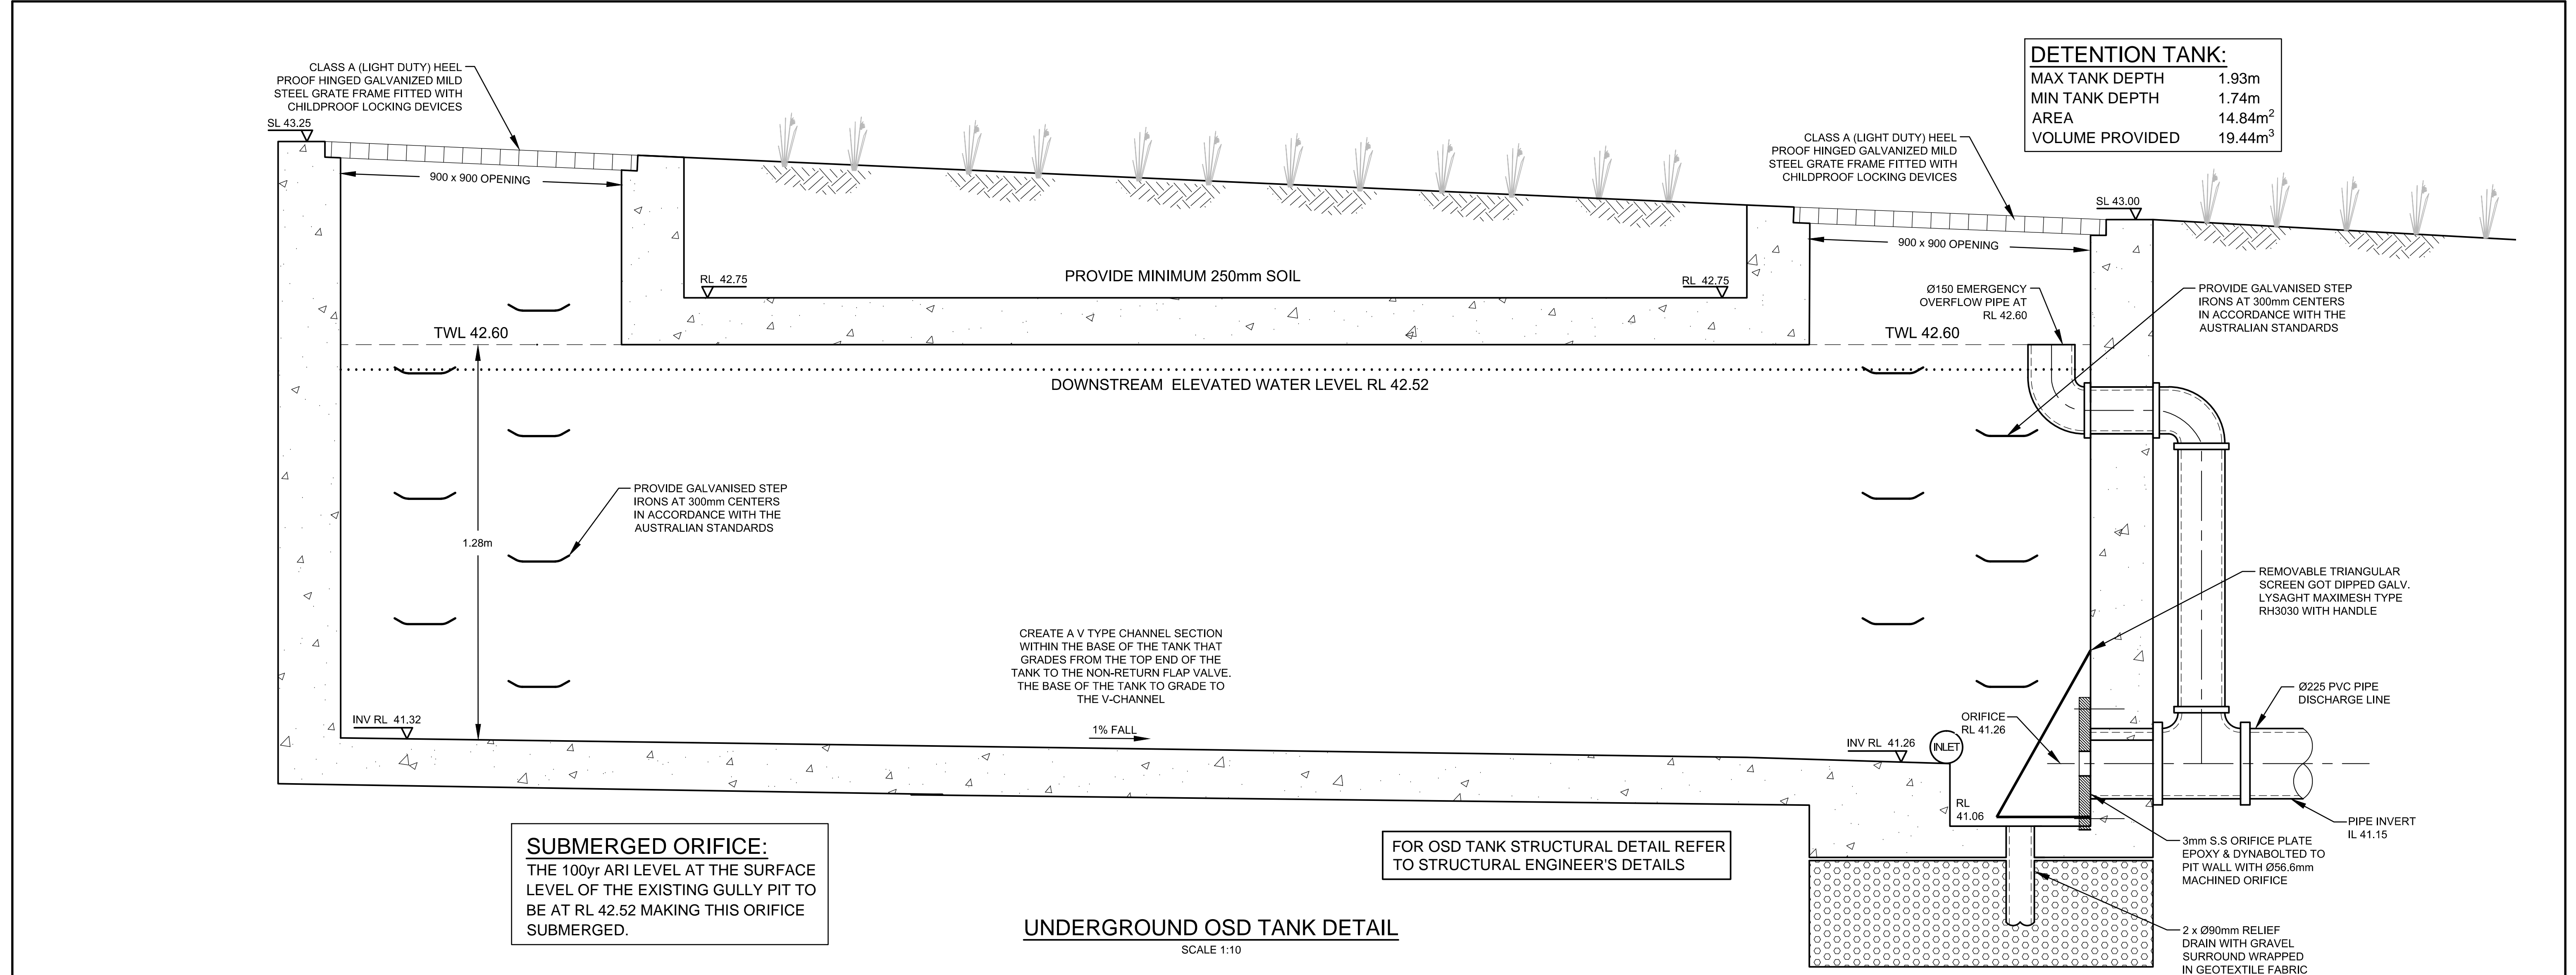 CLASS A (LIGHT DUTY) HEEL
PROOF HINGED GALVANIZED MILD
STEEL GRATE FRAME FITTED WITH
CHILDPROOF LOCKING DEVICES
SL 43.25
900 x 900 OPENING
DETENTION TANK:
MAX TANK DEPTH 1.93m
MIN TANK DEPTH 1.74m
AREA 14.84m²
VOLUME PROVIDED 19.44m³
CLASS A (LIGHT DUTY) HEEL
PROOF HINGED GALVANIZED MILD
STEEL GRATE FRAME FITTED WITH
CHILDPROOF LOCKING DEVICES
SL 43.00
900 x 900 OPENING
RL 42.75
PROVIDE MINIMUM 250mm SOIL
RL 42.75
Ø150 EMERGENCY
OVERFLOW PIPE AT
RL 42.60
PROVIDE GALVANISED STEP
IRONS AT 300mm CENTERS
IN ACCORDANCE WITH THE
AUSTRALIAN STANDARDS
TWL 42.60
TWL 42.60
DOWNSTREAM ELEVATED WATER LEVEL RL 42.52
PROVIDE GALVANISED STEP
IRONS AT 300mm CENTERS
IN ACCORDANCE WITH THE
AUSTRALIAN STANDARDS
1.28m
REMOVABLE TRIANGULAR
SCREEN GOT DIPPED GALV.
LYSAGHT MAXIMESH TYPE
RH3030 WITH HANDLE
CREATE A V TYPE CHANNEL SECTION
WITHIN THE BASE OF THE TANK THAT
GRADES FROM THE TOP END OF THE
TANK TO THE NON-RETURN FLAP VALVE.
THE BASE OF THE TANK TO GRADE TO
THE V-CHANNEL
Ø225 PVC PIPE
DISCHARGE LINE
INV RL 41.32
1% FALL
INV RL 41.26
INLET
ORIFICE
RL 41.26
RL
41.06
PIPE INVERT
IL 41.15
SUBMERGED ORIFICE:
THE 100yr ARI LEVEL AT THE SURFACE
LEVEL OF THE EXISTING GULLY PIT TO
BE AT RL 42.52 MAKING THIS ORIFICE
SUBMERGED.
FOR OSD TANK STRUCTURAL DETAIL REFER
TO STRUCTURAL ENGINEER'S DETAILS
3mm S.S ORIFICE PLATE
EPOXY & DYNABOLTED TO
PIT WALL WITH Ø56.6mm
MACHINED ORIFICE
UNDERGROUND OSD TANK DETAIL
SCALE 1:10
2 x Ø90mm RELIEF
DRAIN WITH GRAVEL
SURROUND WRAPPED
IN GEOTEXTILE FABRIC